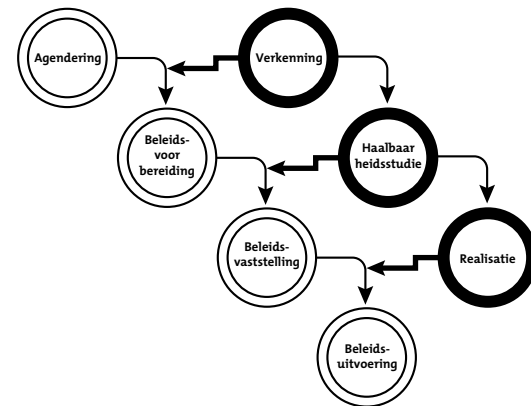 Agendering
Verkenning
Beleids-
voor
bereiding
Haalbaar
heidsstudie
Beleids-
vaststelling
Realisatie
Beleids-
uitvoering